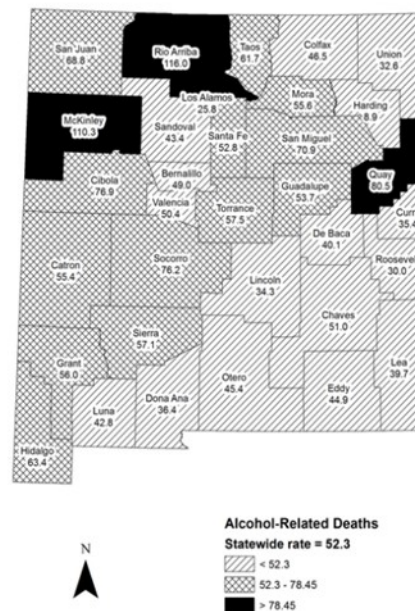 San Juan
68.8
Rio Arriba
116.0
Taos
61.7
Colfax
46.5
Union
32.6
Los Alamos
25.8
Mora
55.6
Harding
8.9
McKinley
110.3
Sandoval
43.4
Santa Fe
52.8
San Miguel
70.9
Quay
80.5
Cibola
76.9
Bernalillo
49.0
Valencia
50.4
Torrance
57.5
Guadalupe
53.7
Curr
35.4
De Baca
40.1
Roosevel
30.0
Catron
55.4
Socorro
76.2
Lincoln
34.3
Chaves
51.0
Sierra
57.1
Grant
56.0
Otero
45.4
Lea
39.7
Luna
42.8
Dona Ana
36.4
Eddy
44.9
Hidalgo
63.4
N
Alcohol-Related Deaths
Statewide rate = 52.3
< 52.3
52.3 - 78.45
> 78.45